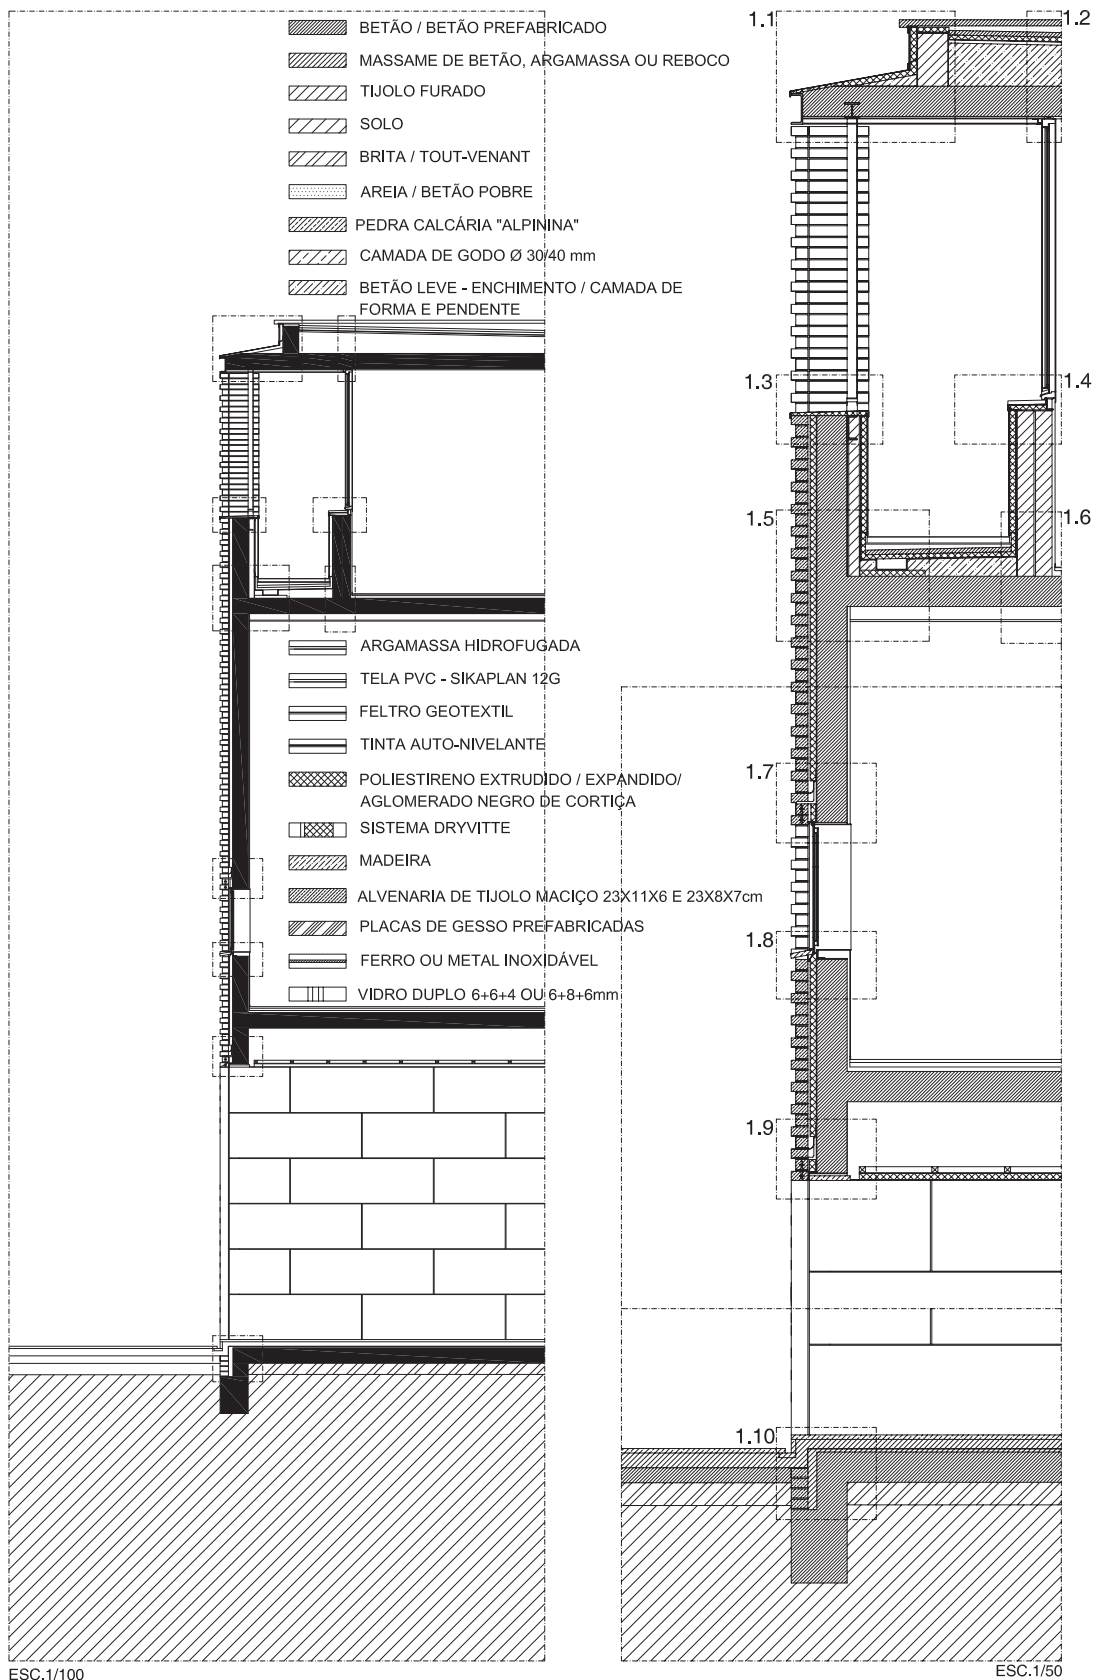 BETÃO / BETÃO PREFABRICADO
MASSAME DE BETÃO, ARGAMASSA OU REBOCO
TIJOLO FURADO
SOLO
BRITA / TOUT-VENANT
AREIA / BETÃO POBRE
PEDRA CALCÁRIA "ALPININA"
CAMADA DE GODO Ø 30/40 mm
BETÃO LEVE - ENCHIMENTO / CAMADA DE
FORMA E PENDENTE
ARGAMASSA HIDROFUGADA
TELA PVC - SIKAPLAN 12G
FELTRO GEOTEXTIL
TINTA AUTO-NIVELANTE
POLIESTIRENO EXTRUDIDO / EXPANDIDO/
AGLOMERADO NEGRO DE CORTIÇA
SISTEMA DRYVITTE
MADEIRA
ALVENARIA DE TIJOLO MACIÇO 23X11X6 E 23X8X7cm
PLACAS DE GESSO PREFABRICADAS
FERRO OU METAL INOXIDÁVEL
VIDRO DUPLO 6+6+4 OU 6+8+6mm
ESC.1/100
1.1
1.2
1.3
1.4
1.5
1.6
1.7
1.8
1.9
1.10
ESC.1/50